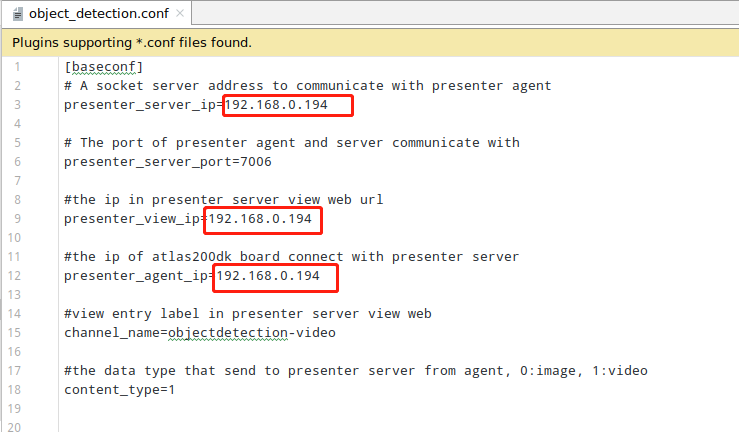 object_detection.conf ×
Plugins supporting *.conf files found.
1 [baseconf]
2 # A socket server address to communicate with presenter agent
3 presenter_server_ip=192.168.0.194
4
5 # The port of presenter agent and server communicate with
6 presenter_server_port=7006
7
8 #the ip in presenter server view web url
9 presenter_view_ip=192.168.0.194
10
11 #the ip of atlas200dk board connect with presenter server
12 presenter_agent_ip=192.168.0.194
13
14 #view entry label in presenter server view web
15 channel_name=objectdetection-video
16
17 #the data type that send to presenter server from agent, 0:image, 1:video
18 content_type=1
19
20